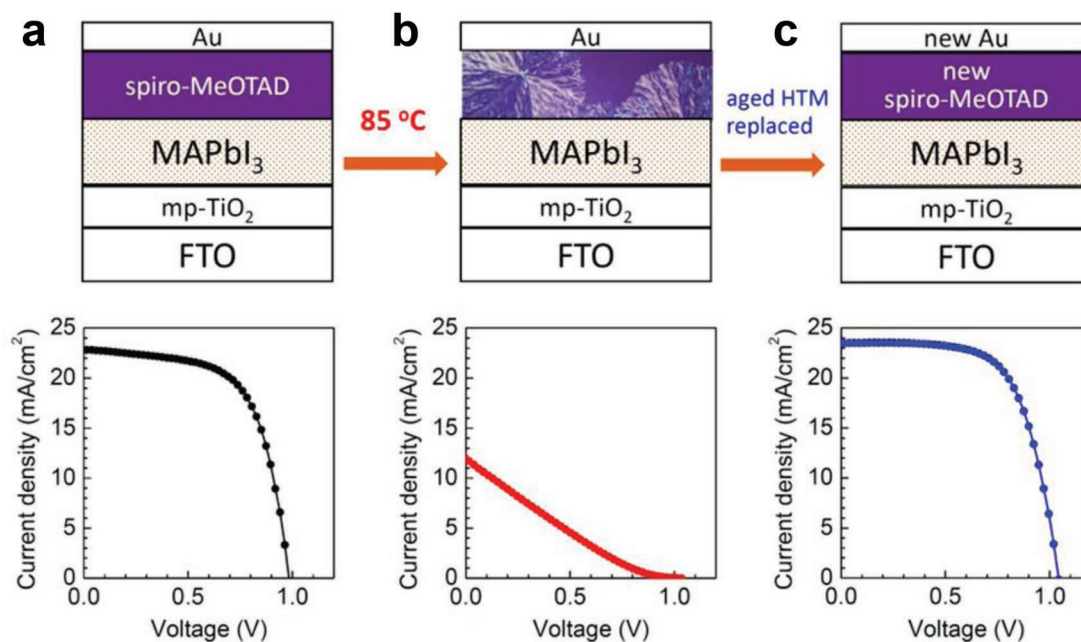 a
Au
spiro-MeOTAD
MAPbI₃
mp-TiO₂
FTO
85 °C
b
Au
MAPbI₃
mp-TiO₂
FTO
aged HTM
replaced
c
new Au
new
spiro-MeOTAD
MAPbI₃
mp-TiO₂
FTO
Current density (mA/cm²)
25
20
15
10
5
0
0.0 0.5 1.0
Voltage (V)
Current density (mA/cm²)
25
20
15
10
5
0
0.0 0.5 1.0
Voltage (V)
Current density (mA/cm²)
25
20
15
10
5
0
0.0 0.5 1.0
Voltage (V)